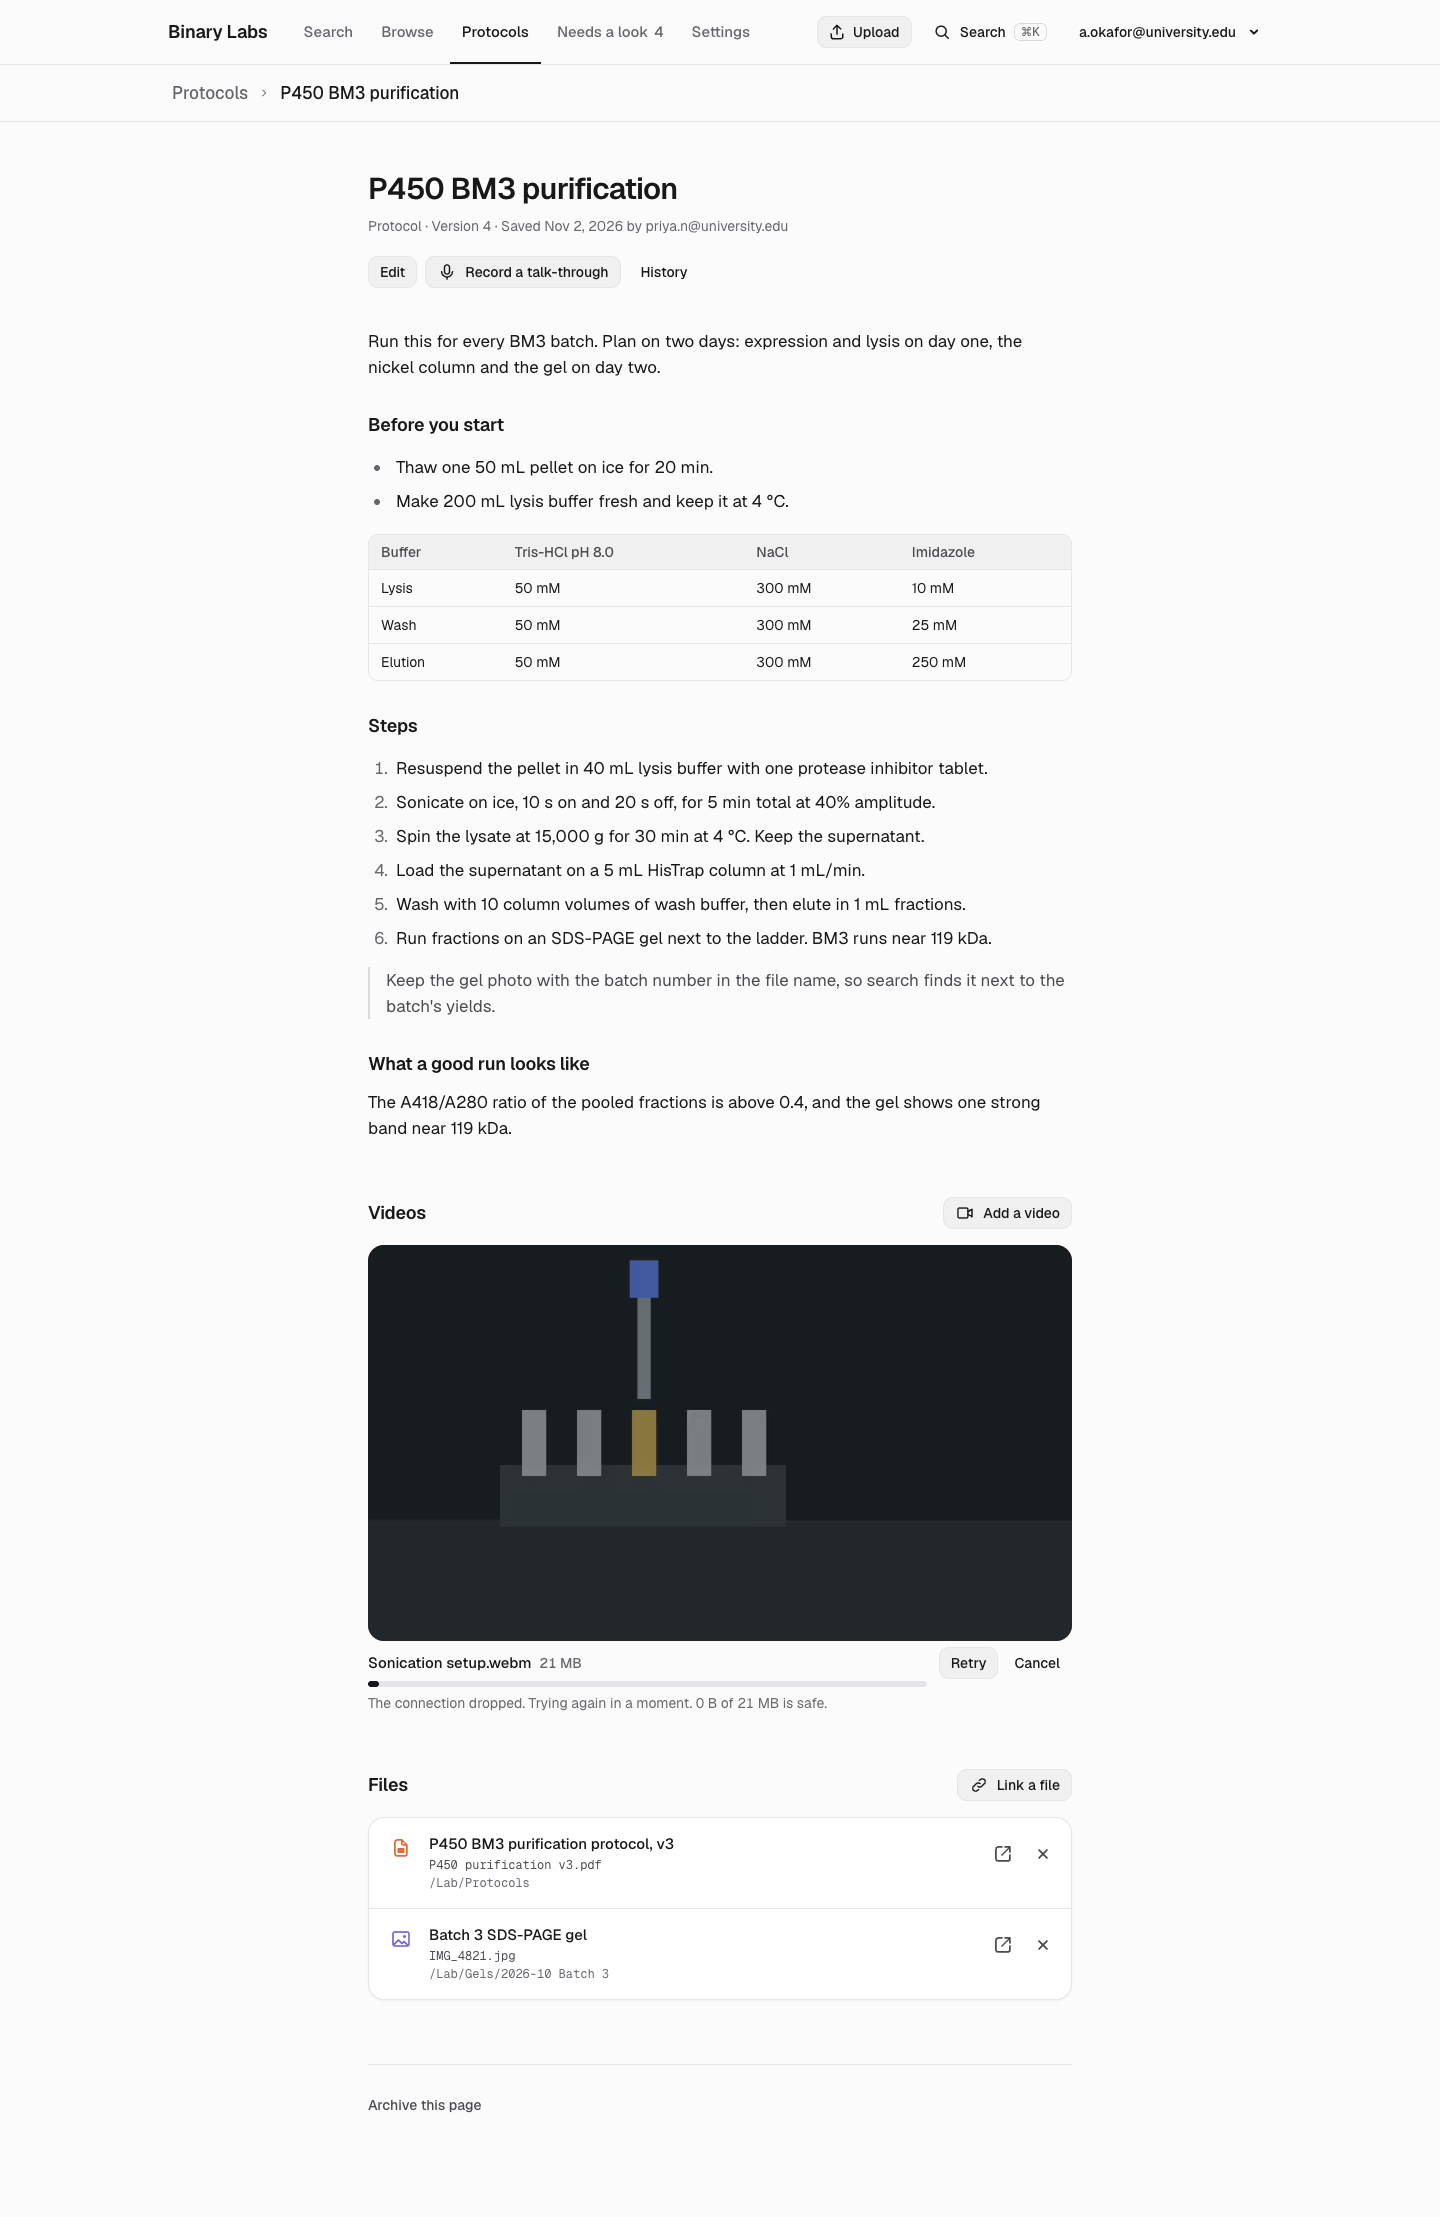 Binary Labs
Search
Browse
Protocols
Needs a look 4
Settings
Upload
Search ⌘K
a.okafor@university.edu
Protocols › P450 BM3 purification
P450 BM3 purification
Protocol · Version 4 · Saved Nov 2, 2026 by priya.n@university.edu
Edit
Record a talk-through
History
Run this for every BM3 batch. Plan on two days: expression and lysis on day one, the
nickel column and the gel on day two.
Before you start
• Thaw one 50 mL pellet on ice for 20 min.
• Make 200 mL lysis buffer fresh and keep it at 4 °C.
Buffer Tris-HCl pH 8.0 NaCl Imidazole
Lysis 50 mM 300 mM 10 mM
Wash 50 mM 300 mM 25 mM
Elution 50 mM 300 mM 250 mM
Steps
1. Resuspend the pellet in 40 mL lysis buffer with one protease inhibitor tablet.
2. Sonicate on ice, 10 s on and 20 s off, for 5 min total at 40% amplitude.
3. Spin the lysate at 15,000 g for 30 min at 4 °C. Keep the supernatant.
4. Load the supernatant on a 5 mL HisTrap column at 1 mL/min.
5. Wash with 10 column volumes of wash buffer, then elute in 1 mL fractions.
6. Run fractions on an SDS-PAGE gel next to the ladder. BM3 runs near 119 kDa.
Keep the gel photo with the batch number in the file name, so search finds it next to the
batch's yields.
What a good run looks like
The A418/A280 ratio of the pooled fractions is above 0.4, and the gel shows one strong
band near 119 kDa.
Videos
Add a video
Sonication setup.webm 21 MB
Retry
Cancel
The connection dropped. Trying again in a moment. 0 B of 21 MB is safe.
Files
Link a file
P450 BM3 purification protocol, v3
P450 purification v3.pdf
/Lab/Protocols
Batch 3 SDS-PAGE gel
IMG_4821.jpg
/Lab/Gels/2026-10 Batch 3
Archive this page